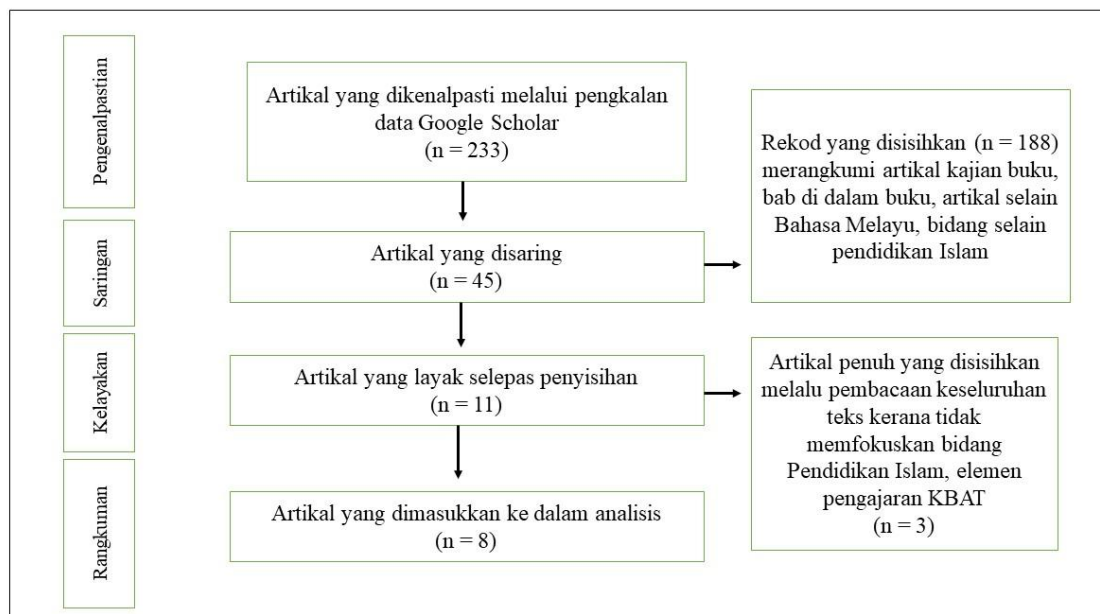 Pengenalpastian
Artikal yang dikenalpasti melalui pengkalan
data Google Scholar
(n = 233)
Rekod yang disisihkan (n = 188)
merangkumi artikal kajian buku,
bab di dalam buku, artikal selain
Bahasa Melayu, bidang selain
pendidikan Islam
Saringan
Artikal yang disaring
(n = 45)
Kelayakan
Artikal yang layak selepas penyisihan
(n = 11)
Artikal penuh yang disisihkan
melalu pembacaan keseluruhan
teks kerana tidak
memfokuskan bidang
Pendidikan Islam, elemen
pengajaran KBAT
(n = 3)
Rangkuman
Artikal yang dimasukkan ke dalam analisis
(n = 8)